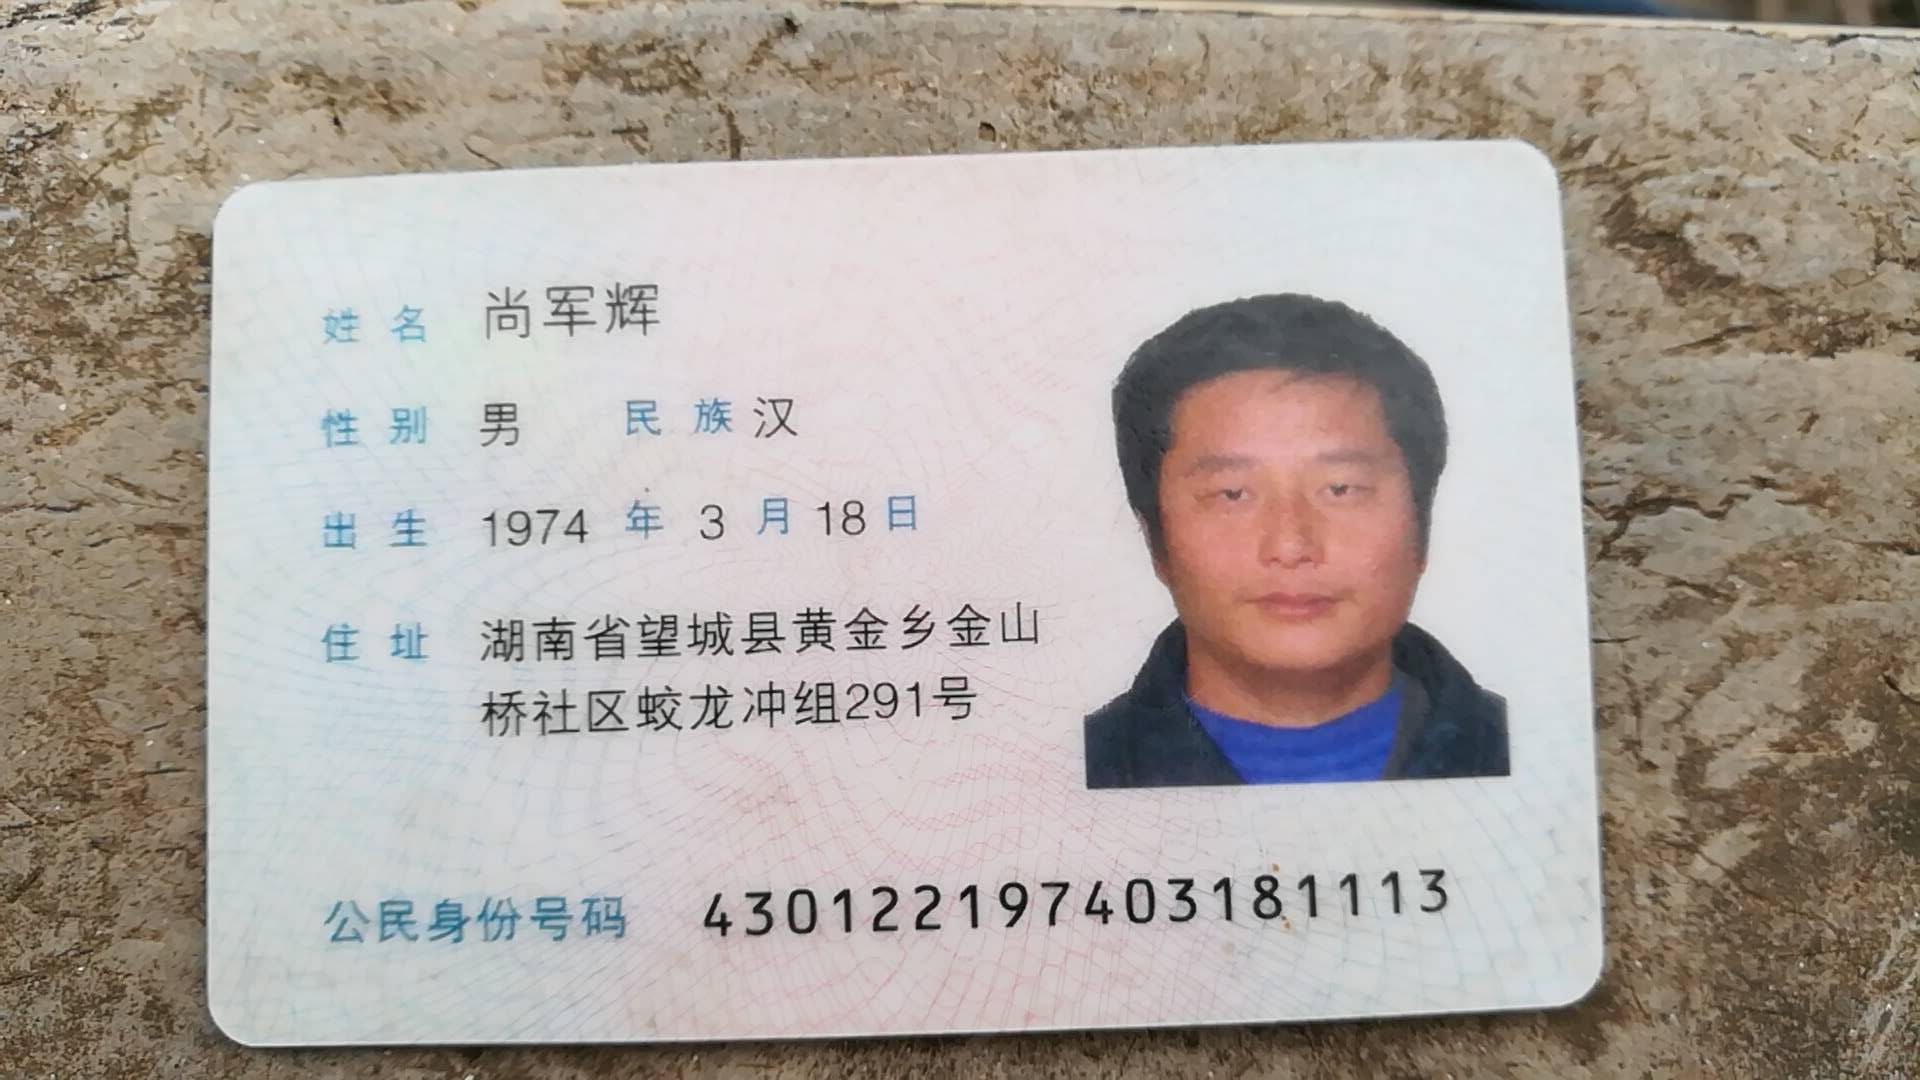 姓名 尚军辉
性别 男 民族 汉
出生 1974 年 3 月 18 日
住址 湖南省望城县黄金乡金山
桥社区蛟龙冲组291号
公民身份号码 430122197403181113